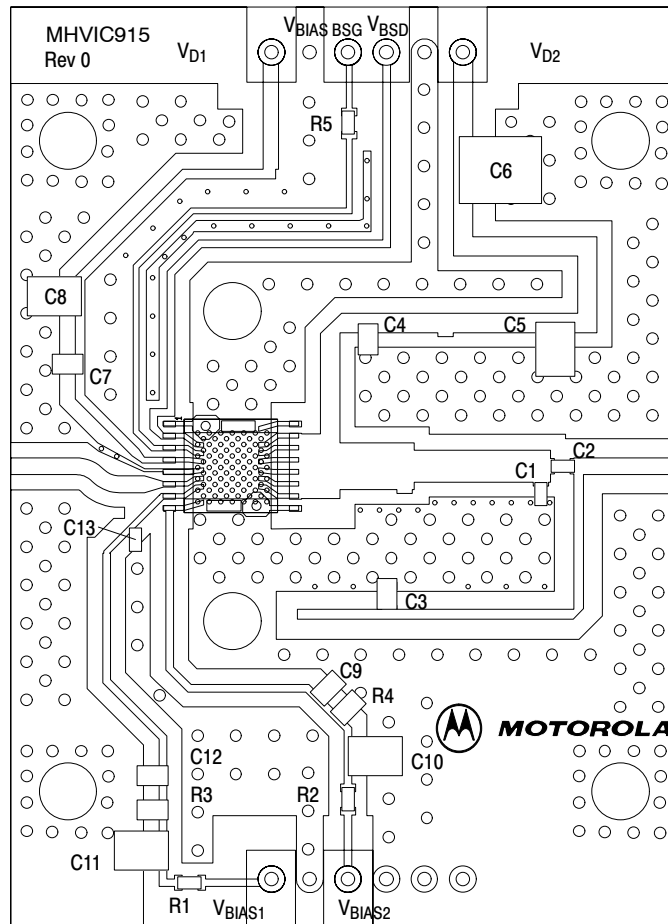 MHVIC915
Rev 0
VD1
VBIAS
BSG
VBSD
VD2
R5
C6
C8
C4
C5
C7
1
C2
C1
C13
C3
C9
R4
MOTOROLA
C12
C10
R3
R2
C11
R1
VBIAS1
VBIAS2